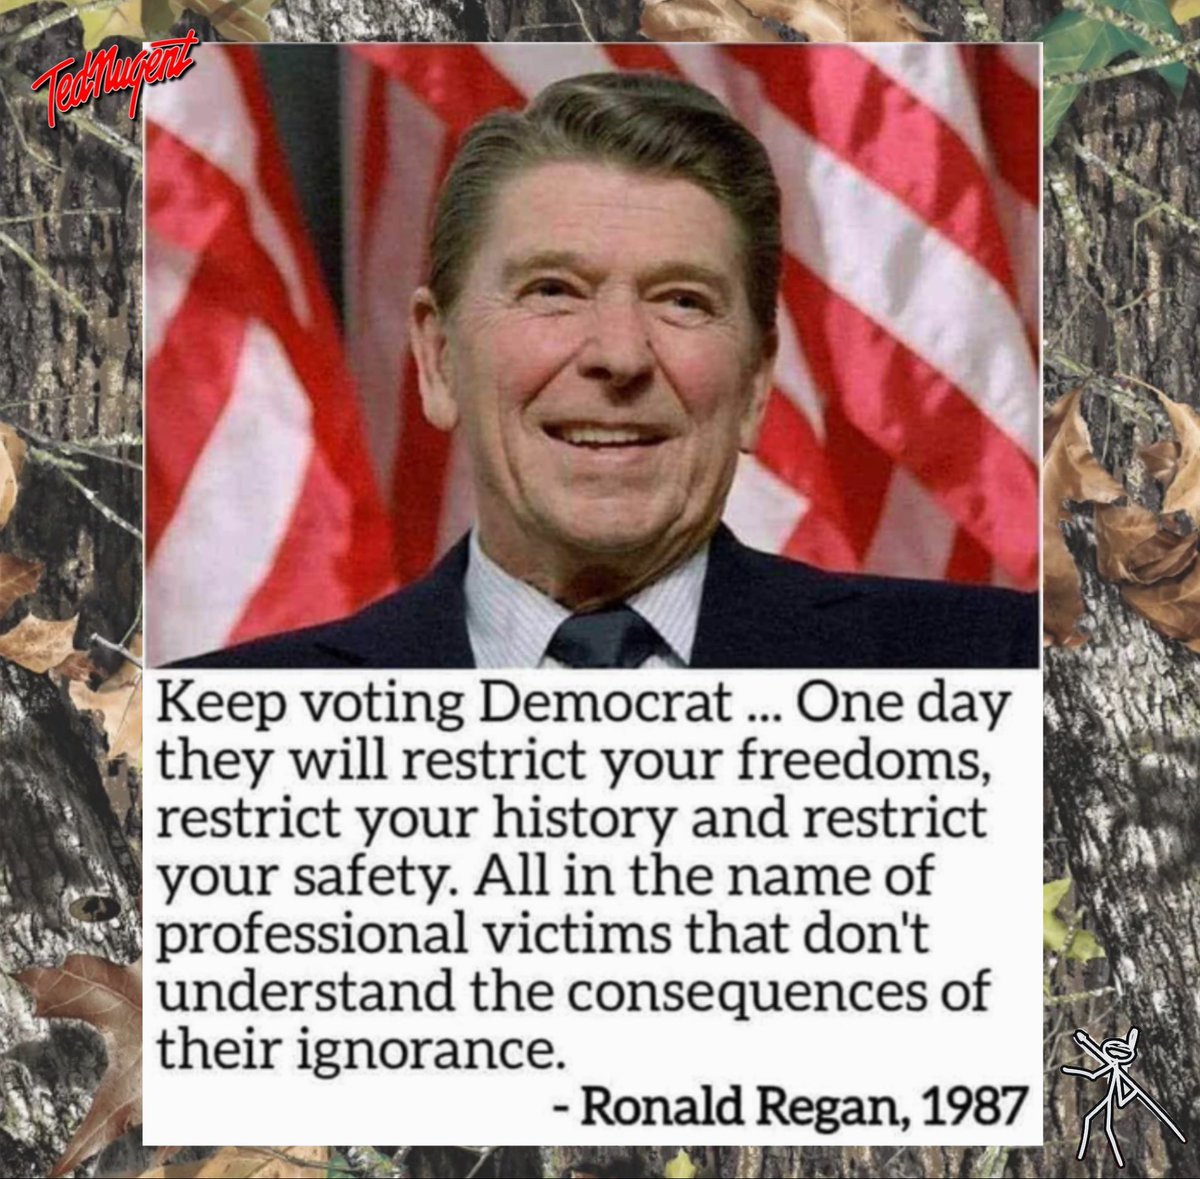 TedNugent
Keep voting Democrat ... One day
they will restrict your freedoms,
restrict your history and restrict
your safety. All in the name of
professional victims that don't
understand the consequences of
their ignorance.
- Ronald Regan, 1987